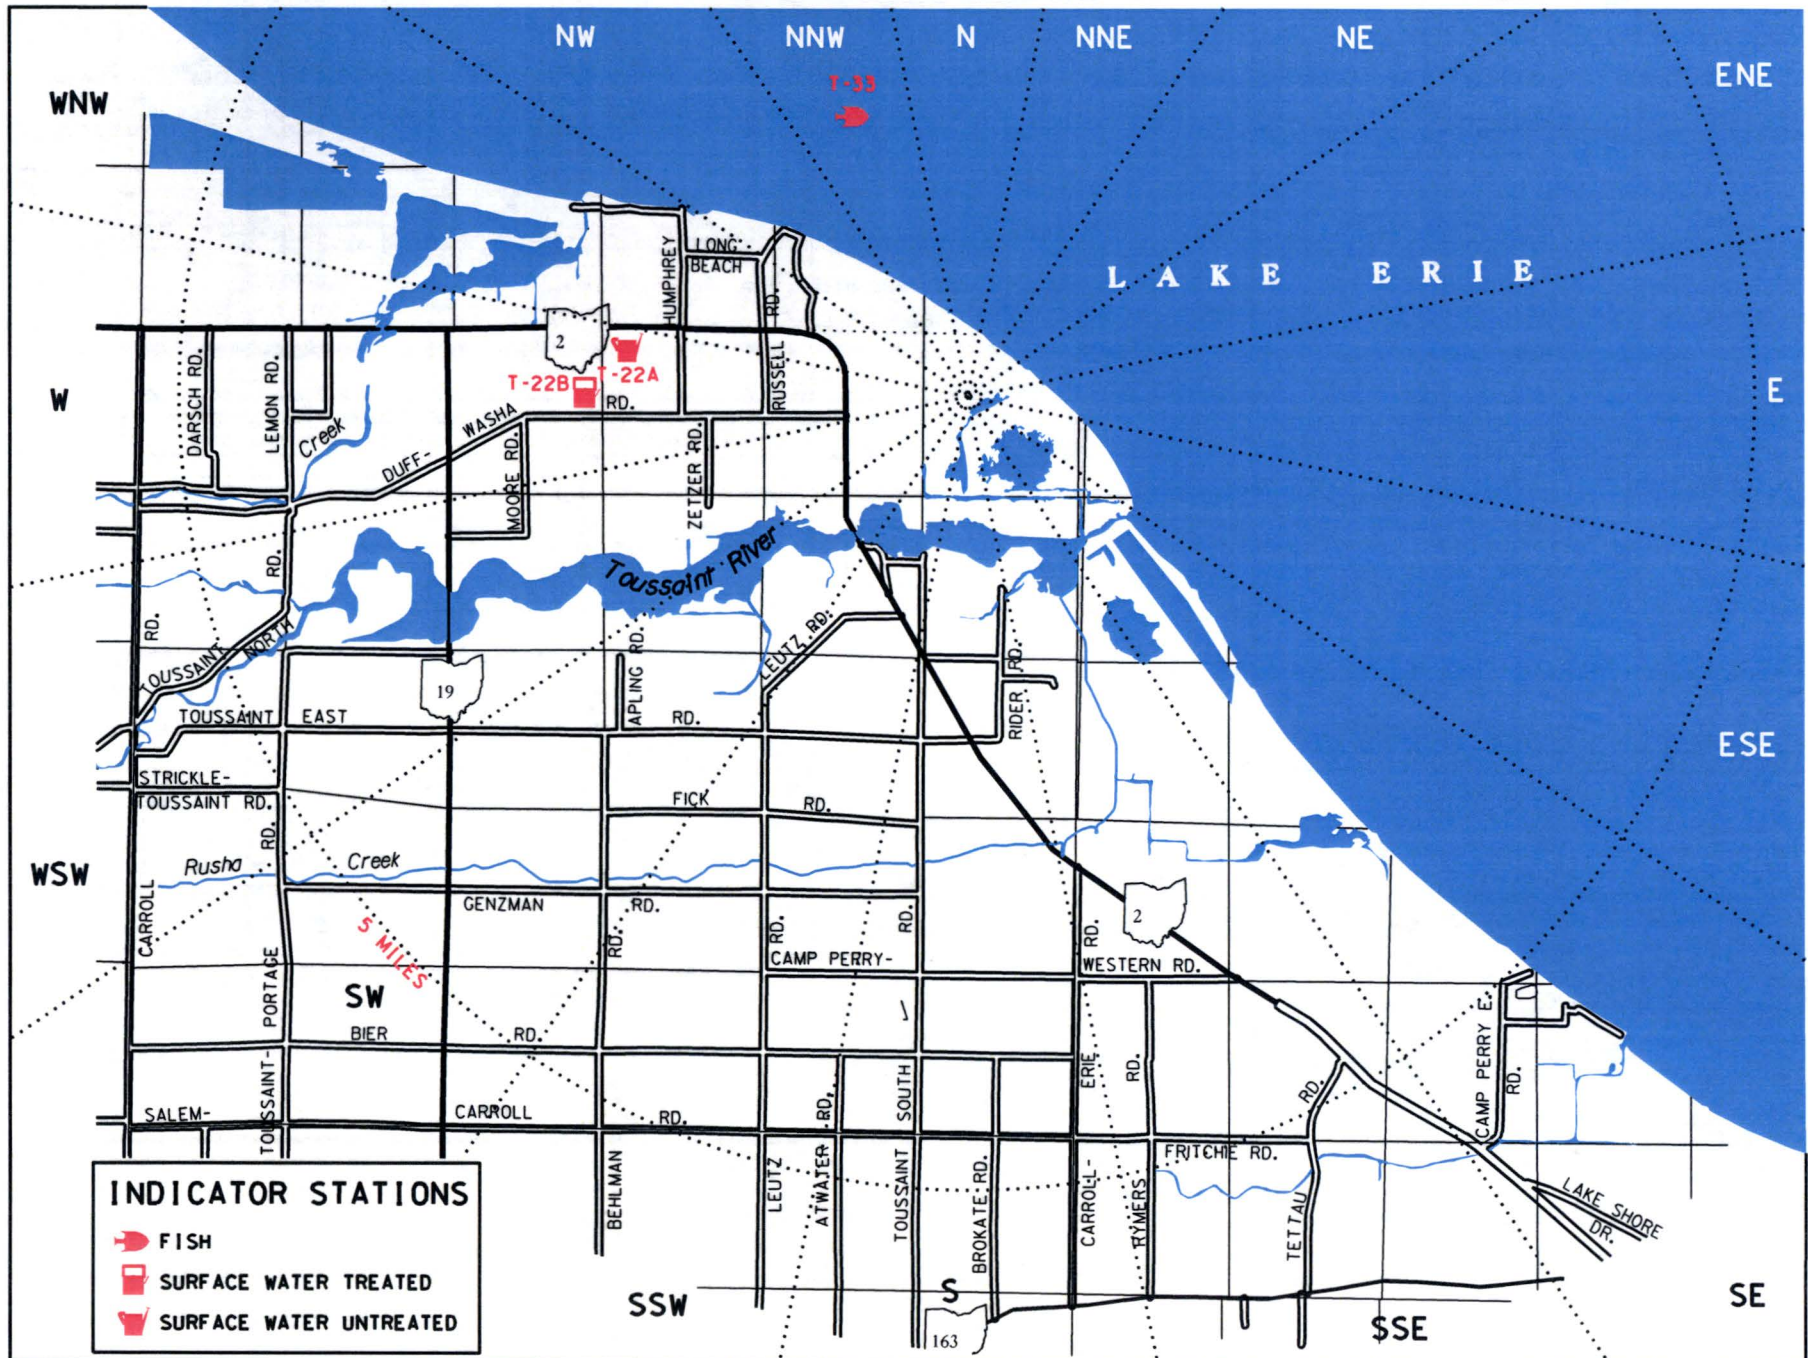 NW
NNW
N
NNE
NE
ENE
WNW
T-33
LAKE ERIE
HUMPHREY
LONG
BEACH
RD.
2
T-22A
T-22B
RUSSELL
W
E
DARSCH RD.
LEMON RD.
Creek
DUFF-
WASHA
RD.
MOORE RD.
ZETZER RD.
Toussaint River
RD.
RD.
TOUSSAINT
NORTH
LEUTZ RD.
APLING RD.
RIDER RD.
19
TOUSSAINT
EAST
RD.
ESE
STRICKLE-
TOUSSAINT RD.
FICK
RD.
RD.
Rusha
Creek
WSW
CARROLL
GENZMAN
RD.
RD.
RD.
RD.
RD.
2
5 MILES
CAMP PERRY-
WESTERN RD.
PORTAGE
SW
BIER
RD.
CAMP PERRY E.
RD.
ERIE
RD.
RD.
TOUSSAINT-
SALEM-
CARROLL
RD.
RD.
SOUTH
FRITCHIE RD.
BEHLMAN
LEUTZ
ATWATER
TOUSSAINT
BROKATE RD.
CARROLL-
RYMERS
TETTAU
LAKE SHORE
DR.
INDICATOR STATIONS
FISH
SURFACE WATER TREATED
SURFACE WATER UNTREATED
SSW
S
163
SSE
SE